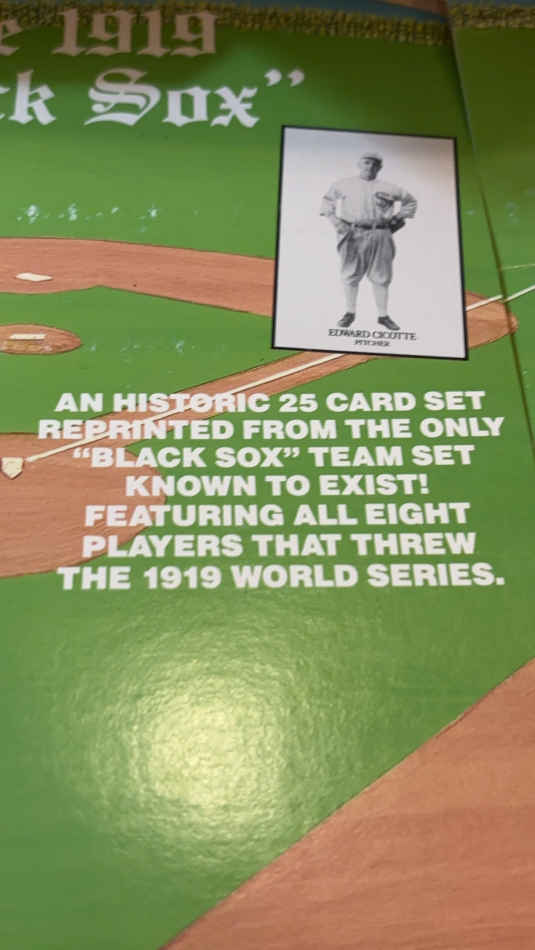 1919
Sox”
EDWARD CICOTTE
PITCHER
AN HISTORIC 25 CARD SET
REPRINTED FROM THE ONLY
“BLACK SOX” TEAM SET
KNOWN TO EXIST!
FEATURING ALL EIGHT
PLAYERS THAT THREW
THE 1919 WORLD SERIES.